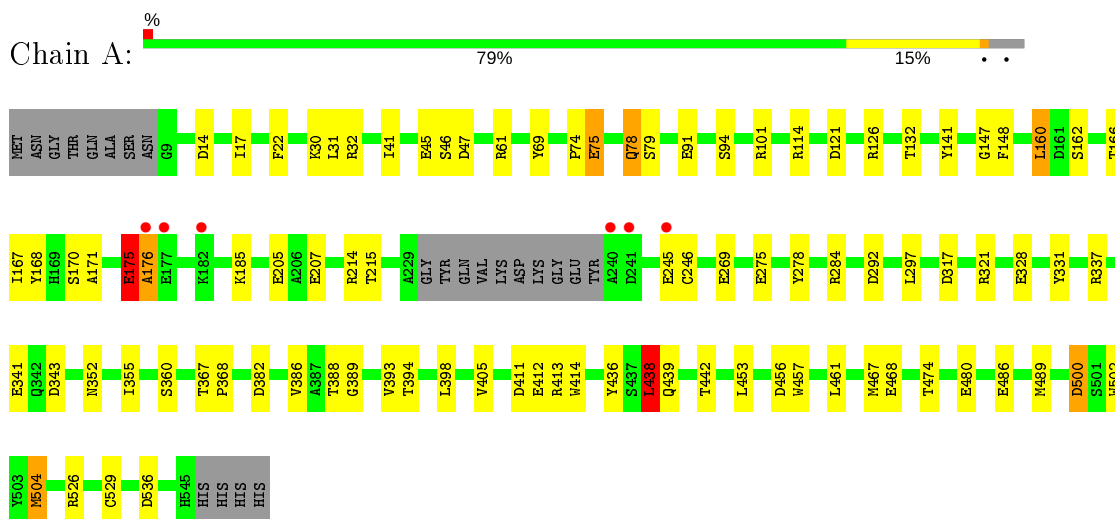 %
Chain A:
79% 15% • •
MET ASN GLY THR GLN ALA SER ASN G9 D14 I17 F22 K30 L31 R32 I41 E45 S46 D47 R61 Y69 P74 E75 Q78 S79 E91 S94 R101 R114 D121 R126 T132 Y141 G147 F148 L160 D161 S162 T166
I167 Y168 H169 S170 A171 E175 A176 E177 K182 K185 E205 A206 E207 R214 T215 A229 GLY TYR GLN VAL LYS ASP LYS GLY GLU TYR A240 D241 E245 C246 E269 E275 Y278 R284 D292 L297 D317 R321 E328 Y331 R337
E341 Q342 D343 N352 I355 S360 T367 P368 D382 V386 A387 T388 G389 V393 T394 L398 V405 D411 E412 R413 W414 Y436 S437 L438 Q439 T442 L453 D456 W457 L461 M467 E468 T474 E480 E486 M489 D500 S501 W502
Y503 M504 R526 C529 D536 H545 HIS HIS HIS HIS